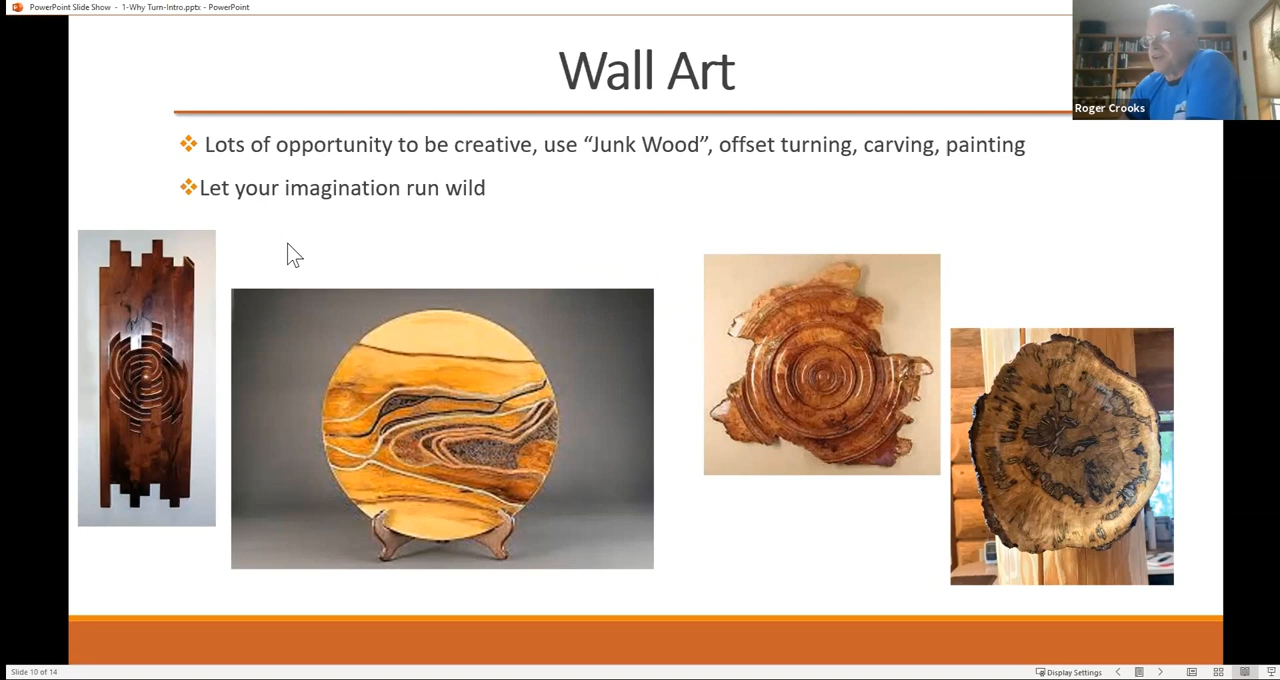 PowerPoint Slide Show - 1-Why Turn-Intro.pptx - PowerPoint
Wall Art
Roger Crooks
Lots of opportunity to be creative, use “Junk Wood”, offset turning, carving, painting
Let your imagination run wild
Slide 10 of 14
Display Settings